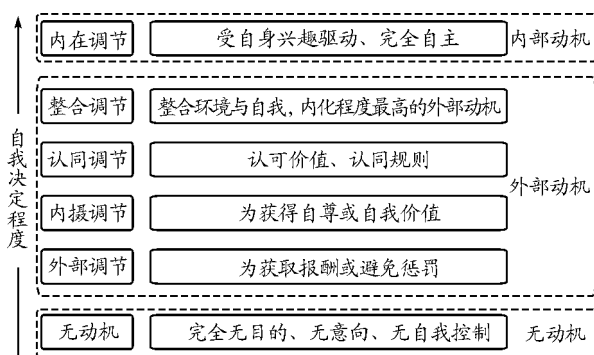 内在调节 受自身兴趣驱动、完全自主 内部动机
整合调节 整合环境与自我,内化程度最高的外部动机
认同调节 认可价值、认同规则
内摄调节 为获得自尊或自我价值
外部调节 为获取报酬或避免惩罚
外部动机
无动机 完全无目的、无意向、无自我控制 无动机
自我决定程度